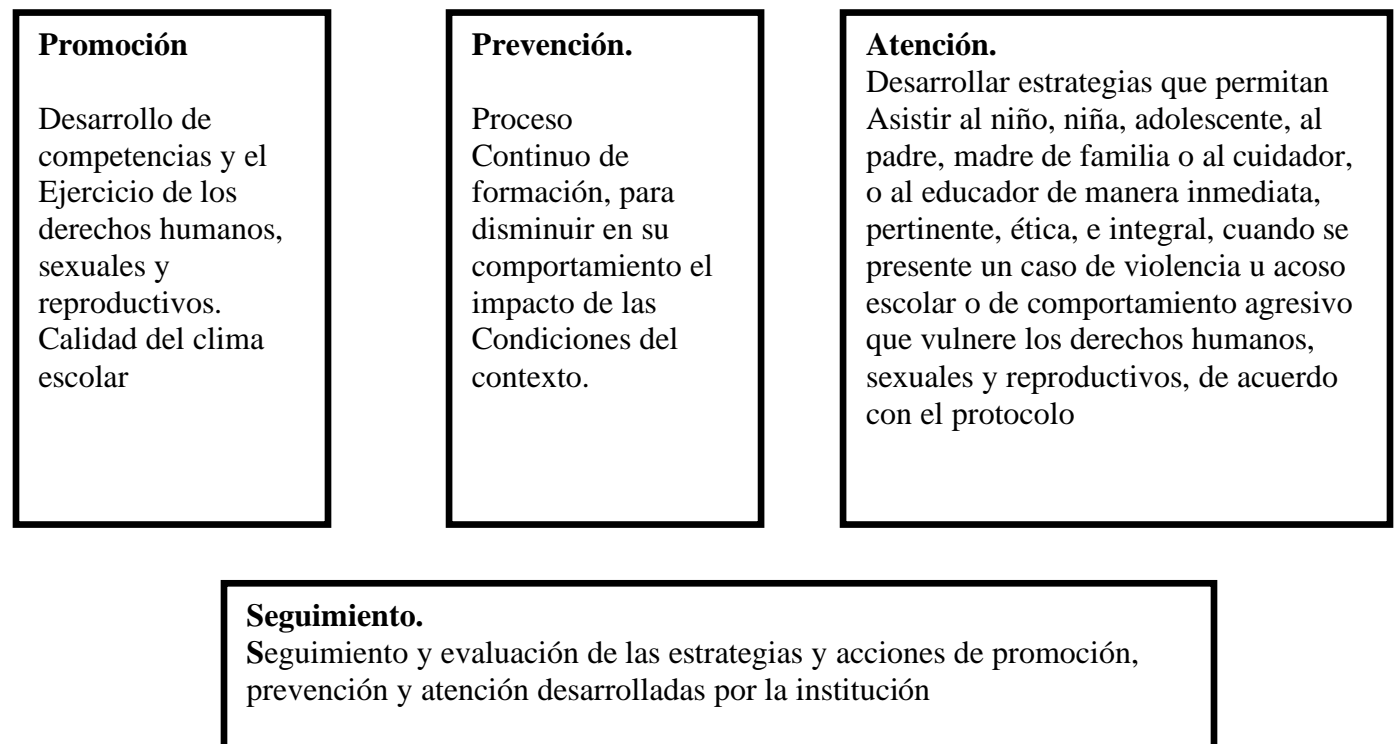 Promoción
Desarrollo de
competencias y el
Ejercicio de los
derechos humanos,
sexuales y
reproductivos.
Calidad del clima
escolar
Prevención.
Proceso
Continuo de
formación, para
disminuir en su
comportamiento el
impacto de las
Condiciones del
contexto.
Atención.
Desarrollar estrategias que permitan
Asistir al niño, niña, adolescente, al
padre, madre de familia o al cuidador,
o al educador de manera inmediata,
pertinente, ética, e integral, cuando se
presente un caso de violencia u acoso
escolar o de comportamiento agresivo
que vulnere los derechos humanos,
sexuales y reproductivos, de acuerdo
con el protocolo
Seguimiento.
Seguimiento y evaluación de las estrategias y acciones de promoción,
prevención y atención desarrolladas por la institución